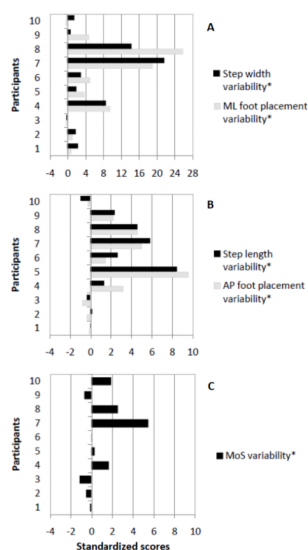 A
Participants
10
9
8
7
6
5
4
3
2
1
-4 0 4 8 12 16 20 24 28
Step width
variability*
ML foot placement
variability*
B
Participants
10
9
8
7
6
5
4
3
2
1
-4 -2 0 2 4 6 8 10
Step length
variability*
AP foot placement
variability*
C
Participants
10
9
8
7
6
5
4
3
2
1
-4 -2 0 2 4 6 8 10
Standardized scores
MoS variability*